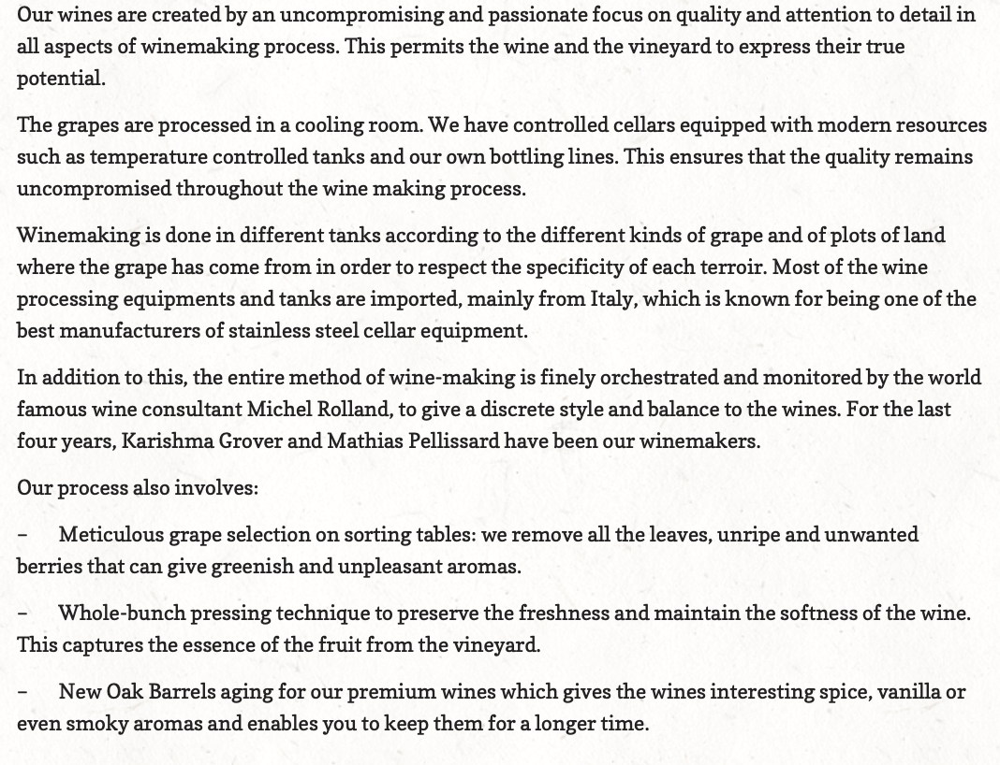 Our wines are created by an uncompromising and passionate focus on quality and attention to detail in
all aspects of winemaking process. This permits the wine and the vineyard to express their true
potential.
The grapes are processed in a cooling room. We have controlled cellars equipped with modern resources
such as temperature controlled tanks and our own bottling lines. This ensures that the quality remains
uncompromised throughout the wine making process.
Winemaking is done in different tanks according to the different kinds of grape and of plots of land
where the grape has come from in order to respect the specificity of each terroir. Most of the wine
processing equipments and tanks are imported, mainly from Italy, which is known for being one of the
best manufacturers of stainless steel cellar equipment.
In addition to this, the entire method of wine-making is finely orchestrated and monitored by the world
famous wine consultant Michel Rolland, to give a discrete style and balance to the wines. For the last
four years, Karishma Grover and Mathias Pellissard have been our winemakers.
Our process also involves:
– Meticulous grape selection on sorting tables: we remove all the leaves, unripe and unwanted
berries that can give greenish and unpleasant aromas.
– Whole-bunch pressing technique to preserve the freshness and maintain the softness of the wine.
This captures the essence of the fruit from the vineyard.
– New Oak Barrels aging for our premium wines which gives the wines interesting spice, vanilla or
even smoky aromas and enables you to keep them for a longer time.